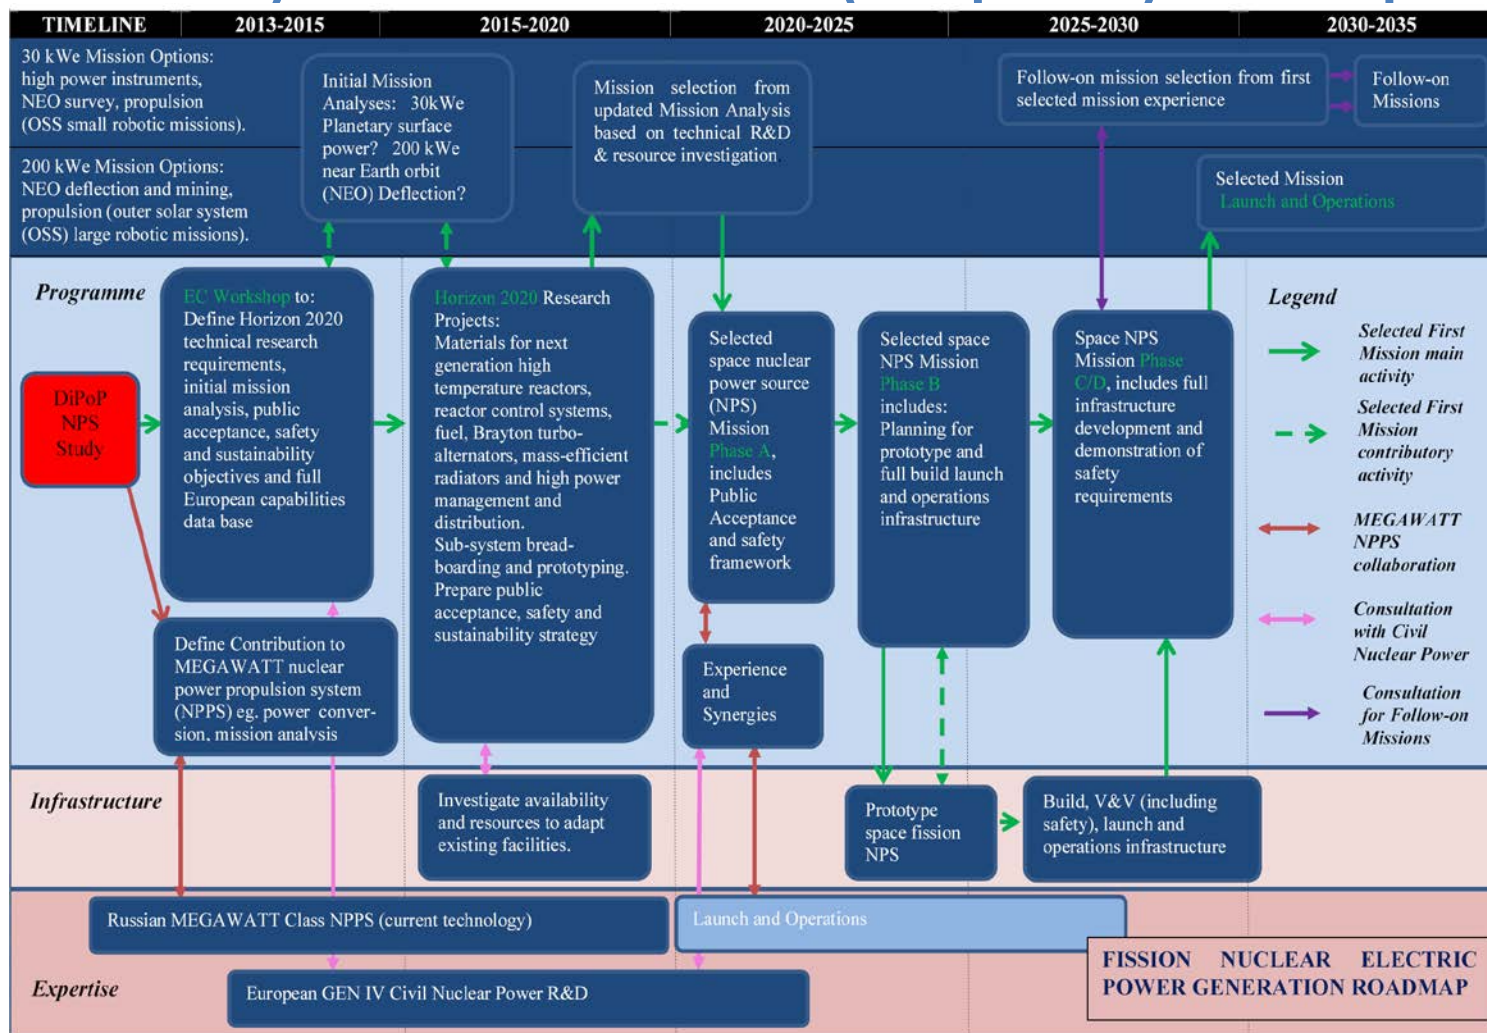 TIMELINE
2013-2015
2015-2020
2020-2025
2025-2030
2030-2035
30 kWe Mission Options:
high power instruments,
NEO survey, propulsion
(OSS small robotic missions).
200 kWe Mission Options:
NEO deflection and mining,
propulsion (outer solar system
(OSS) large robotic missions).
Initial Mission
Analyses: 30kWe
Planetary surface
power? 200 kWe
near Earth orbit
(NEO) Deflection?
Mission selection from
updated Mission Analysis
based on technical R&D
& resource investigation
Follow-on mission selection from first
selected mission experience
Follow-on
Missions
Selected Mission
Launch and Operations
Programme
DiPoP
NPS
Study
EC Workshop to:
Define Horizon 2020
technical research
requirements,
initial mission
analysis, public
acceptance, safety
and sustainability
objectives and full
European capabilities
data base
Horizon 2020 Research
Projects:
Materials for next
generation high
temperature reactors,
reactor control systems,
fuel, Brayton turbo-
alternators, mass-efficient
radiators and high power
management and
distribution.
Sub-system bread-
boarding and prototyping.
Prepare public
acceptance, safety and
sustainability strategy
Selected
space nuclear
power source
(NPS)
Mission
Phase A,
includes
Public
Acceptance
and safety
framework
Selected space
NPS Mission
Phase B
includes:
Planning for
prototype and
full build launch
and operations
infrastructure
Space NPS
Mission Phase
C/D, includes full
infrastructure
development and
demonstration of
safety
requirements
Legend
Selected First
Mission main
activity
Selected First
Mission
contributory
activity
MEGAWATT
NPPS
collaboration
Consultation
with Civil
Nuclear Power
Consultation
for Follow-on
Missions
Define Contribution to
MEGAWATT nuclear
power propulsion system
(NPPS) eg. power conver-
sion, mission analysis
Experience
and
Synergies
Infrastructure
Investigate availability
and resources to adapt
existing facilities.
Prototype
space fission
NPS
Build, V&V (including
safety), launch and
operations infrastructure
Russian MEGAWATT Class NPPS (current technology)
Launch and Operations
Expertise
European GEN IV Civil Nuclear Power R&D
FISSION NUCLEAR ELECTRIC
POWER GENERATION ROADMAP